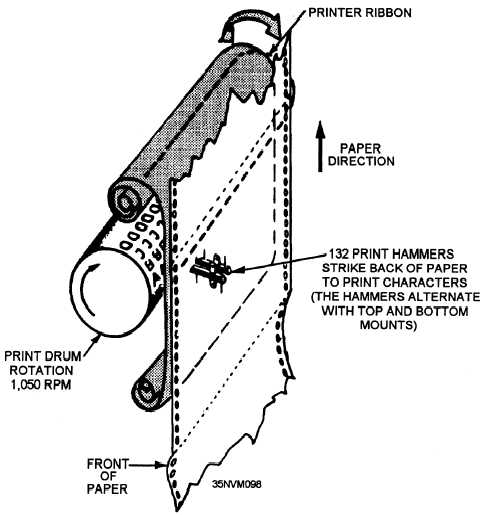 PRINTER RIBBON
PAPER
DIRECTION
132 PRINT HAMMERS
STRIKE BACK OF PAPER
TO PRINT CHARACTERS
(THE HAMMERS ALTERNATE
WITH TOP AND BOTTOM
MOUNTS)
PRINT DRUM
ROTATION
1,050 RPM
FRONT
OF
PAPER
35NVM098